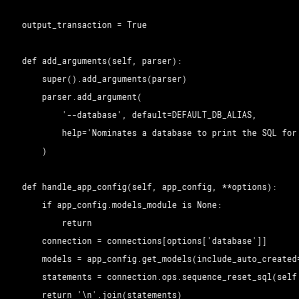 output_transaction = True
def add_arguments(self, parser):
super().add_arguments(parser)
parser.add_argument(
'--database', default=DEFAULT_DB_ALIAS,
help='Nominates a database to print the SQL for
)
def handle_app_config(self, app_config, **options):
if app_config.models_module is None:
return
connection = connections[options['database']]
models = app_config.get_models(include_auto_created=
statements = connection.ops.sequence_reset_sql(self
return '\n'.join(statements)